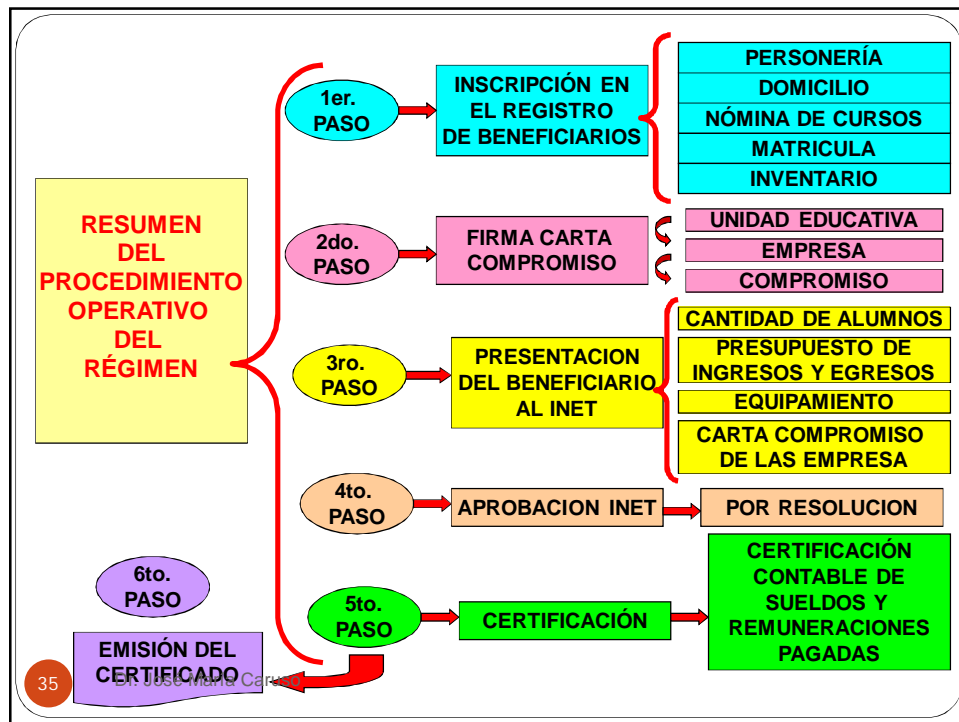 RESUMEN
DEL
PROCEDIMIENTO
OPERATIVO
DEL
RÉGIMEN
1er.
PASO
INSCRIPCIÓN EN
EL REGISTRO
DE BENEFICIARIOS
PERSONERÍA
DOMICILIO
NÓMINA DE CURSOS
MATRICULA
INVENTARIO
2do.
PASO
FIRMA CARTA
COMPROMISO
UNIDAD EDUCATIVA
EMPRESA
COMPROMISO
3ro.
PASO
PRESENTACION
DEL BENEFICIARIO
AL INET
CANTIDAD DE ALUMNOS
PRESUPUESTO DE
INGRESOS Y EGRESOS
EQUIPAMIENTO
CARTA COMPROMISO
DE LAS EMPRESA
4to.
PASO
APROBACION INET
POR RESOLUCION
5to.
PASO
CERTIFICACIÓN
CERTIFICACIÓN
CONTABLE DE
SUELDOS Y
REMUNERACIONES
PAGADAS
6to.
PASO
EMISIÓN DEL
CERTIFICADO
35
Dr. José María Caruso